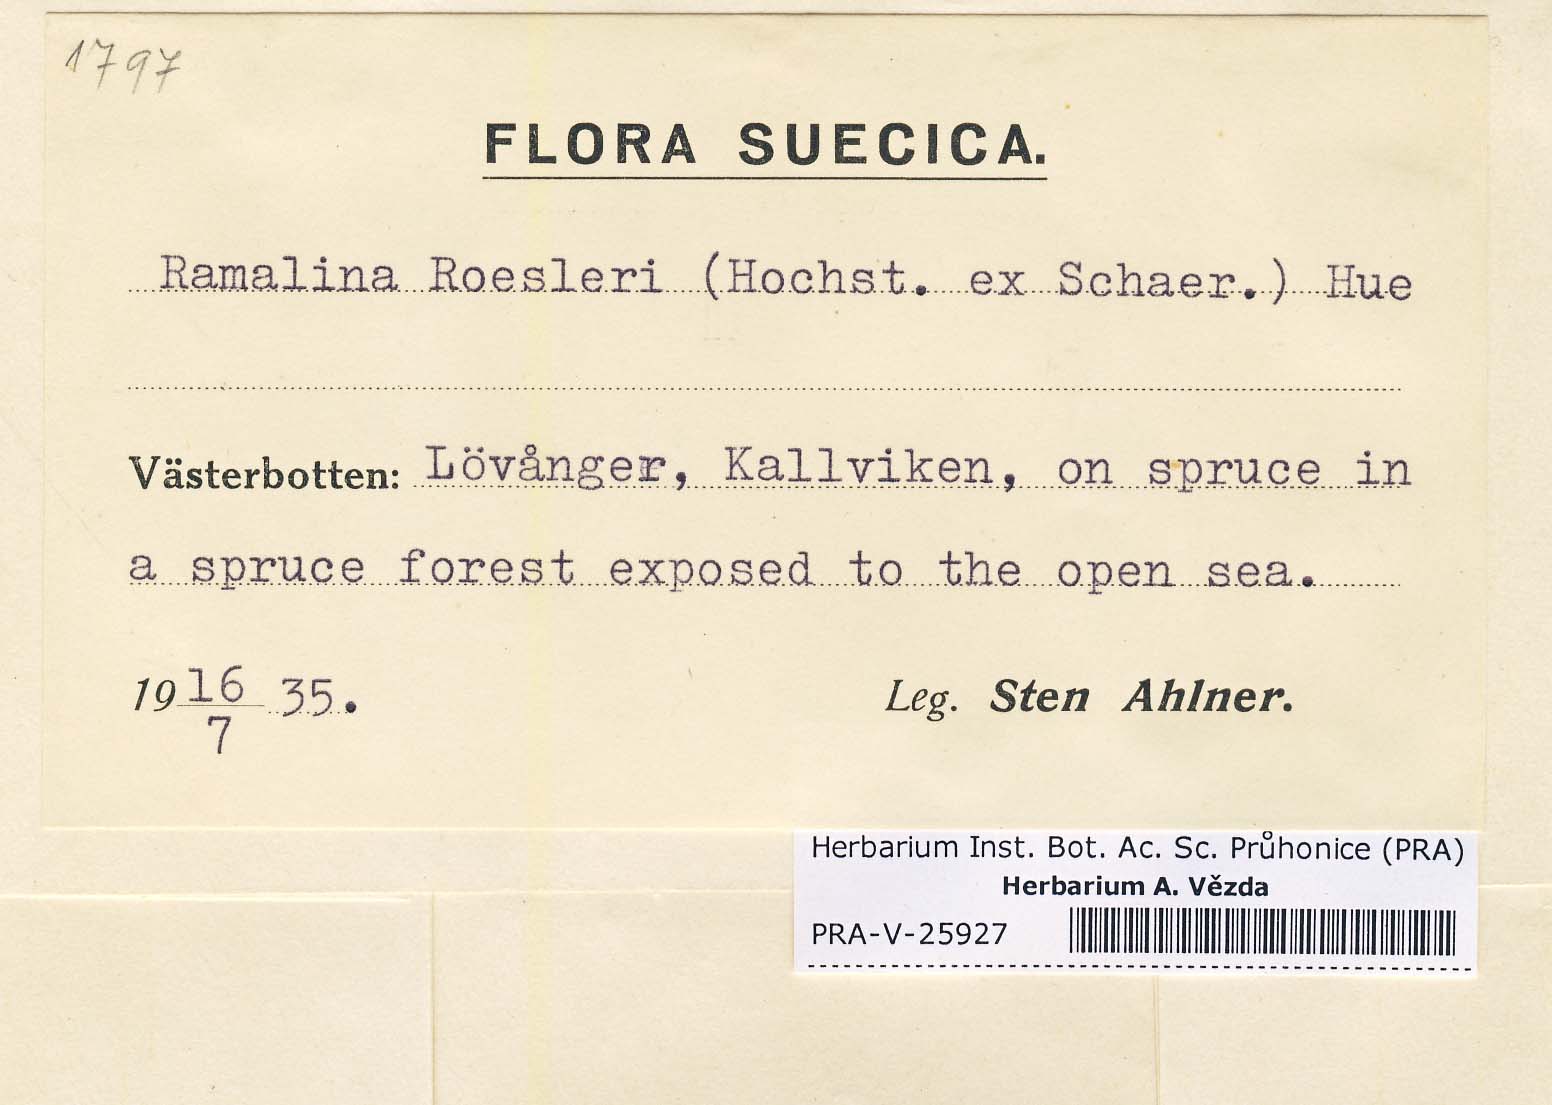 1797
FLORA SUECICA.
Ramalina Roesleri (Hochst. ex Schaer.) Hue
Västerbotten: Lövånger, Kallviken, on spruce in
a spruce forest exposed to the open sea.
19 16/7 35.
Leg. Sten Ahlner.
Herbarium Inst. Bot. Ac. Sc. Průhonice (PRA)
Herbarium A. Vězda
PRA-V-25927